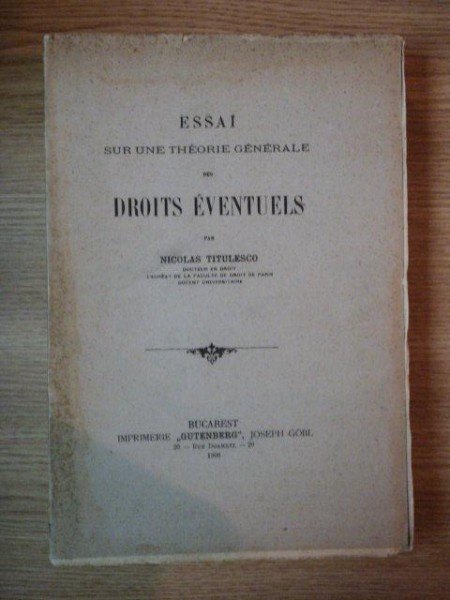 ESSAI
SUR UNE THÉORIE GÉNÉRALE
DES
DROITS ÉVENTUELS
PAR
NICOLAS TITULESCO
DOCTEUR EN DROIT
LAURÉAT DE LA FACULTÉ DE DROIT DE PARIS
DOCENT UNIVERSITAIRE
BUCAREST
IMPRIMERIE „GUTENBERG", JOSEPH GÖBL
20 – RUE – 20